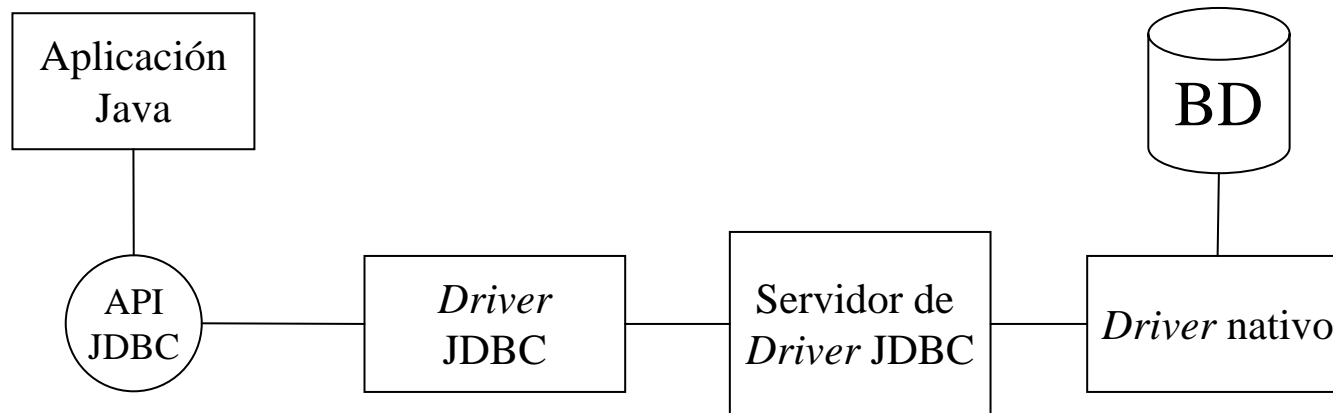 Aplicación
Java
BD
API
JDBC
Driver
JDBC
Servidor de
Driver JDBC
Driver nativo